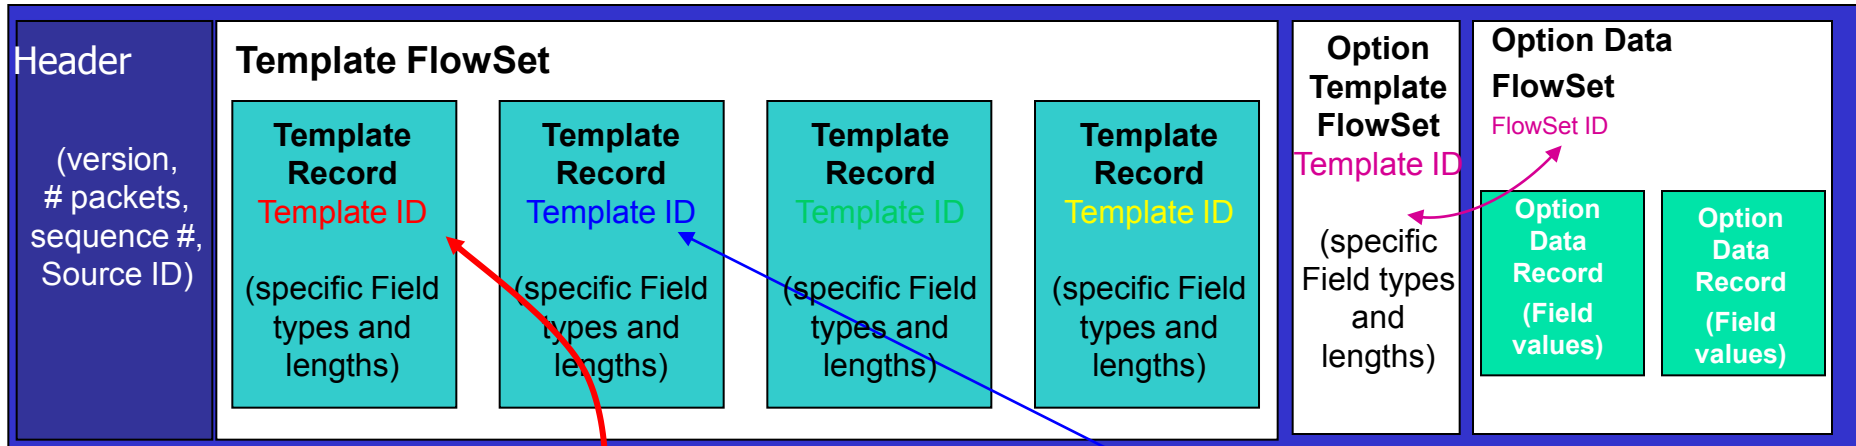 Header
(version,
# packets,
sequence #,
Source ID)
Template FlowSet
Template
Record
Template ID
(specific Field
types and
lengths)
Template
Record
Template ID
(specific Field
types and
lengths)
Template
Record
Template ID
(specific Field
types and
lengths)
Template
Record
Template ID
(specific Field
types and
lengths)
Option
Template
FlowSet
Template ID
(specific
Field types
and
lengths)
Option Data
FlowSet
FlowSet ID
Option
Data
Record
(Field
values)
Option
Data
Record
(Field
values)